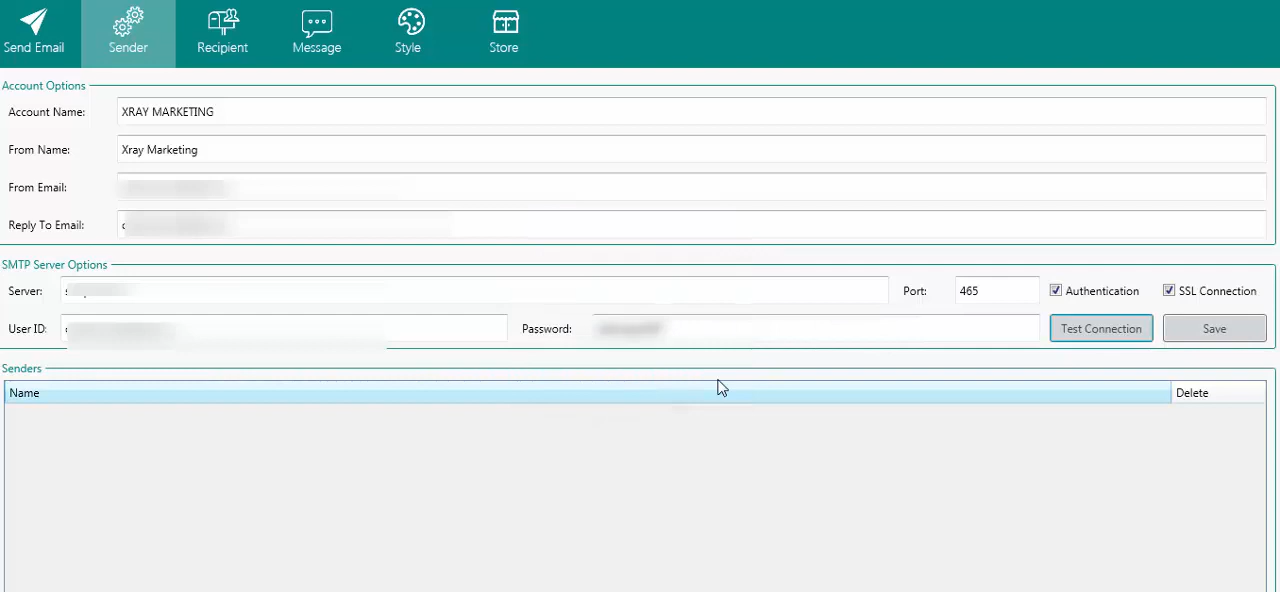 Send Email Sender Recipient Message Style Store
Account Options
Account Name: XRAY MARKETING
From Name: Xray Marketing
From Email:
Reply To Email:
SMTP Server Options
Server: Port: 465 Authentication SSL Connection
User ID: Password: Test Connection Save
Senders
Name Delete